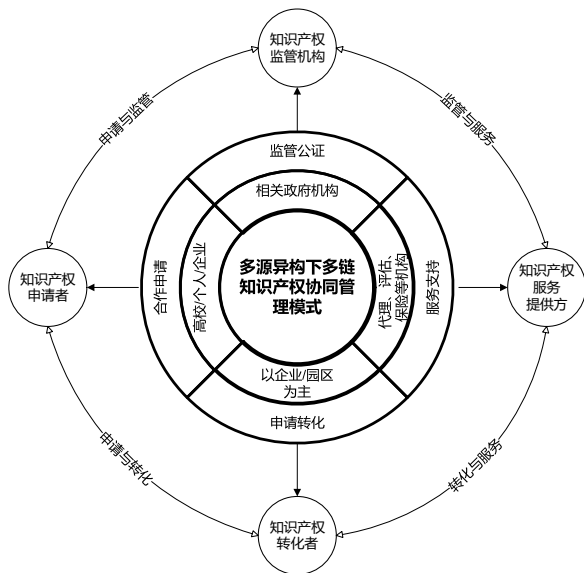 知识产权
监管机构
申请与监管
监管与服务
监管公证
相关政府机构
知识产权
申请者
合作申请
高校/个人/企业
多源异构下多链
知识产权协同管
理模式
代理、评估、
保险等机构
服务支持
知识产权
服务
提供方
以企业/园区
为主
申请转化
申请与转化
转化与服务
知识产权
转化者